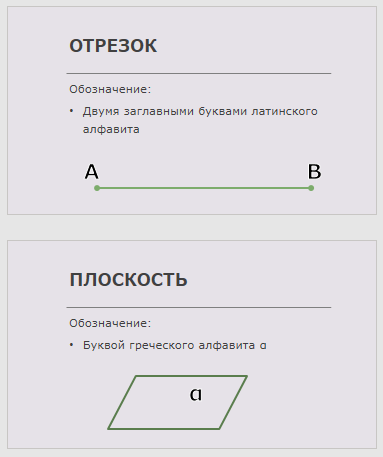 ОТРЕЗОК
Обозначение:
• Двумя заглавными буквами латинского
алфавита
A B
ПЛОСКОСТЬ
Обозначение:
• Буквой греческого алфавита α
α